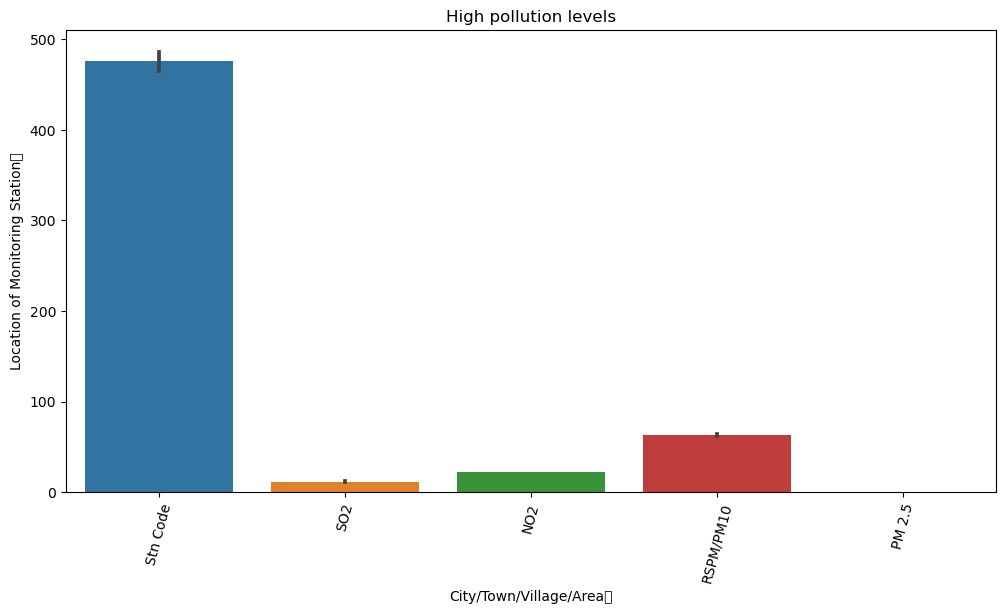 High pollution levels
500
400
300
200
100
0
Location of Monitoring Station
Stn Code
SO2
NO2
RSPM/PM10
PM 2.5
City/Town/Village/Area